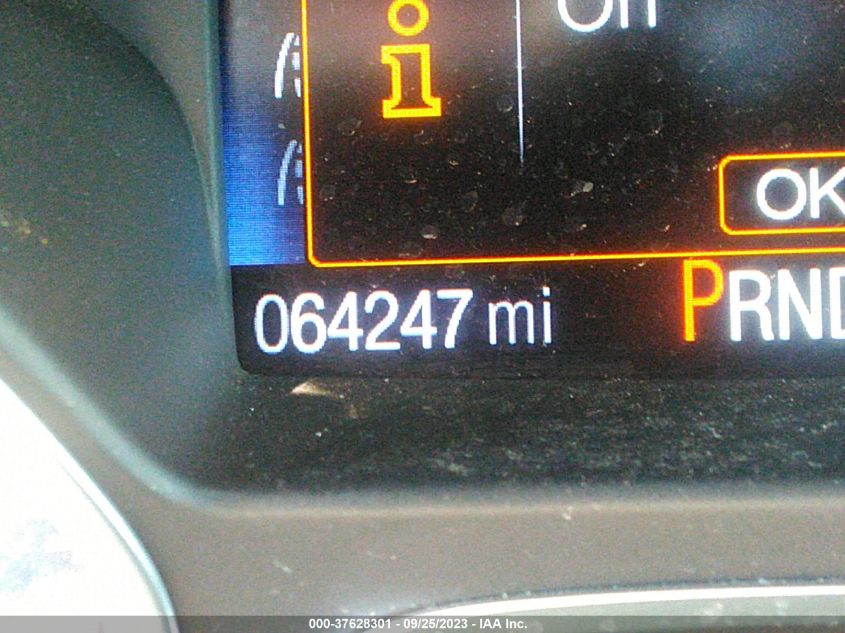 On
OK
064247 mi
PRND
000-37628301 - 09/25/2023 - IAA Inc.